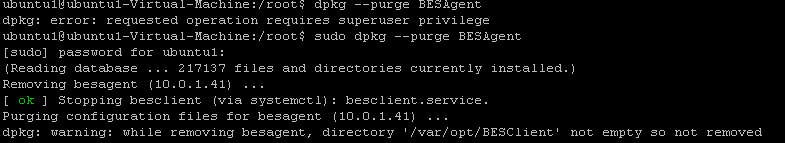 ubuntu1@ubuntu1-Virtual-Machine:/root$ dpkg --purge BESAgent
dpkg: error: requested operation requires superuser privilege
ubuntu1@ubuntu1-Virtual-Machine:/root$ sudo dpkg --purge BESAgent
[sudo] password for ubuntu1:
(Reading database ... 217137 files and directories currently installed.)
Removing besagent (10.0.1.41) ...
[ ok ] Stopping besclient (via systemctl): besclient.service.
Purging configuration files for besagent (10.0.1.41) ...
dpkg: warning: while removing besagent, directory '/var/opt/BESClient' not empty so not removed